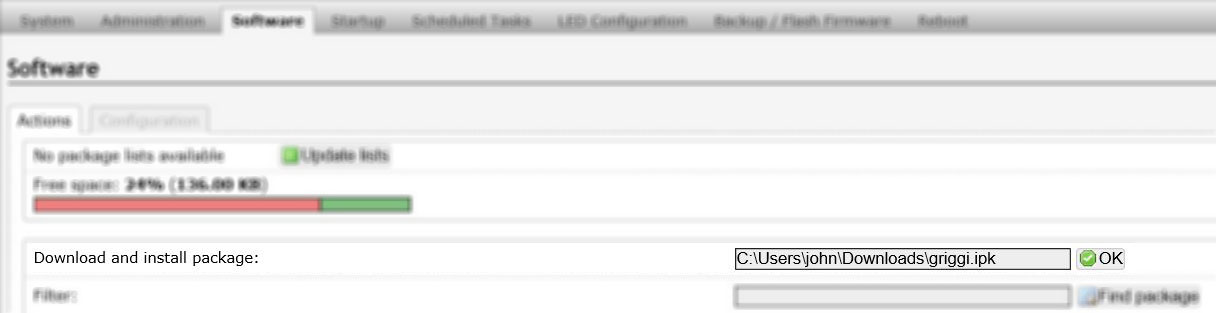 System Administration Software Startup Scheduled Tasks LED Configuration Backup / Flash Firmware Reboot
Software
Actions Configuration
No package lists available Update lists
Free space: 24% (136.00 KB)
Download and install package: C:\Users\john\Downloads\griggi.ipk OK
Filter: Find package